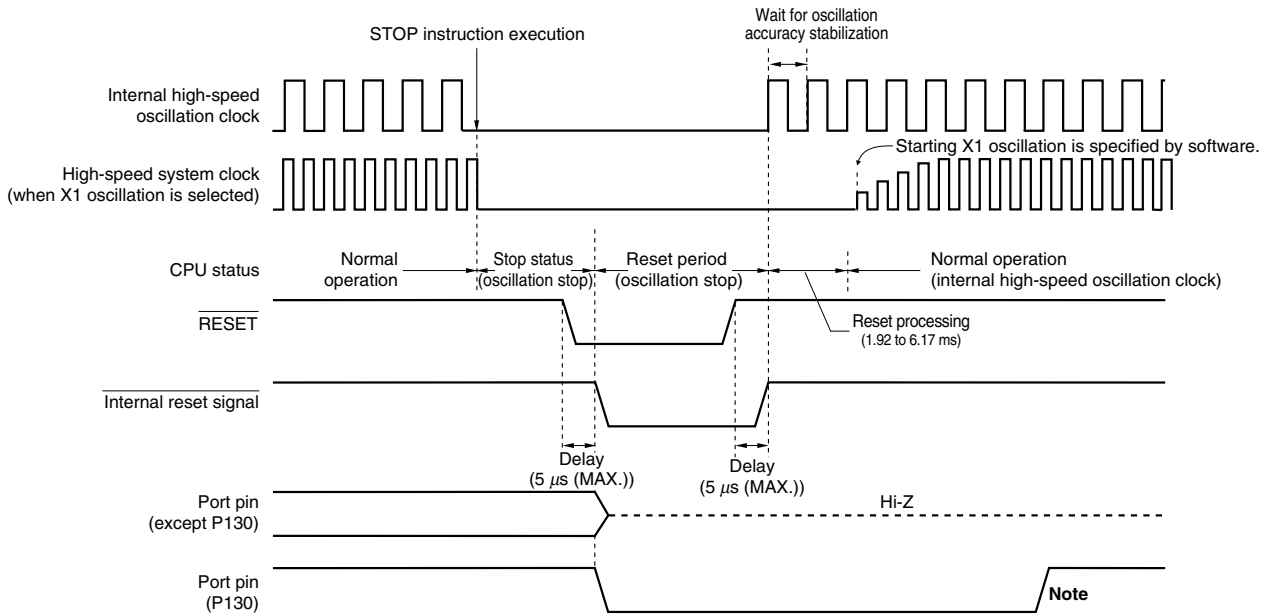 Wait for oscillation
accuracy stabilization
STOP instruction execution
Internal high-speed
oscillation clock
Starting X1 oscillation is specified by software.
High-speed system clock
(when X1 oscillation is selected)
CPU status
Normal
operation
Stop status
(oscillation stop)
Reset period
(oscillation stop)
Normal operation
(internal high-speed oscillation clock)
RESET
Reset processing
(1.92 to 6.17 ms)
Internal reset signal
Delay
(5 μs (MAX.))
Delay
(5 μs (MAX.))
Port pin
(except P130)
Hi-Z
Port pin
(P130)
Note